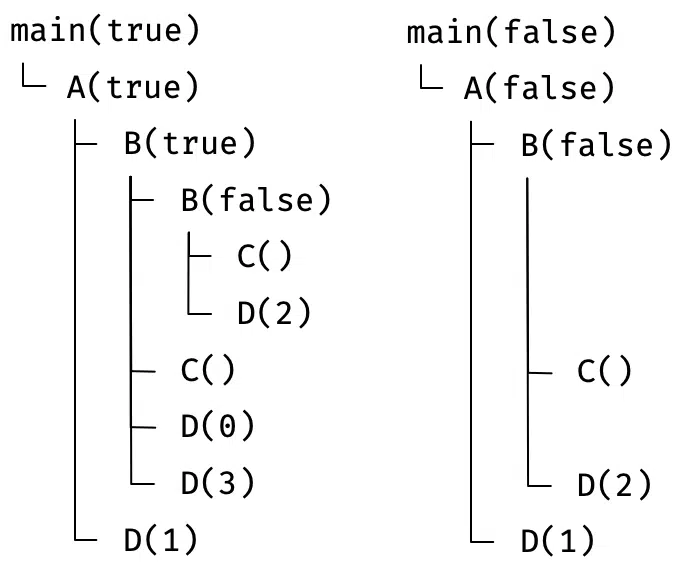 main(true)
A(true)
B(true)
B(false)
C()
D(2)
C()
D(0)
D(3)
D(1)
main(false)
A(false)
B(false)
C()
D(2)
D(1)